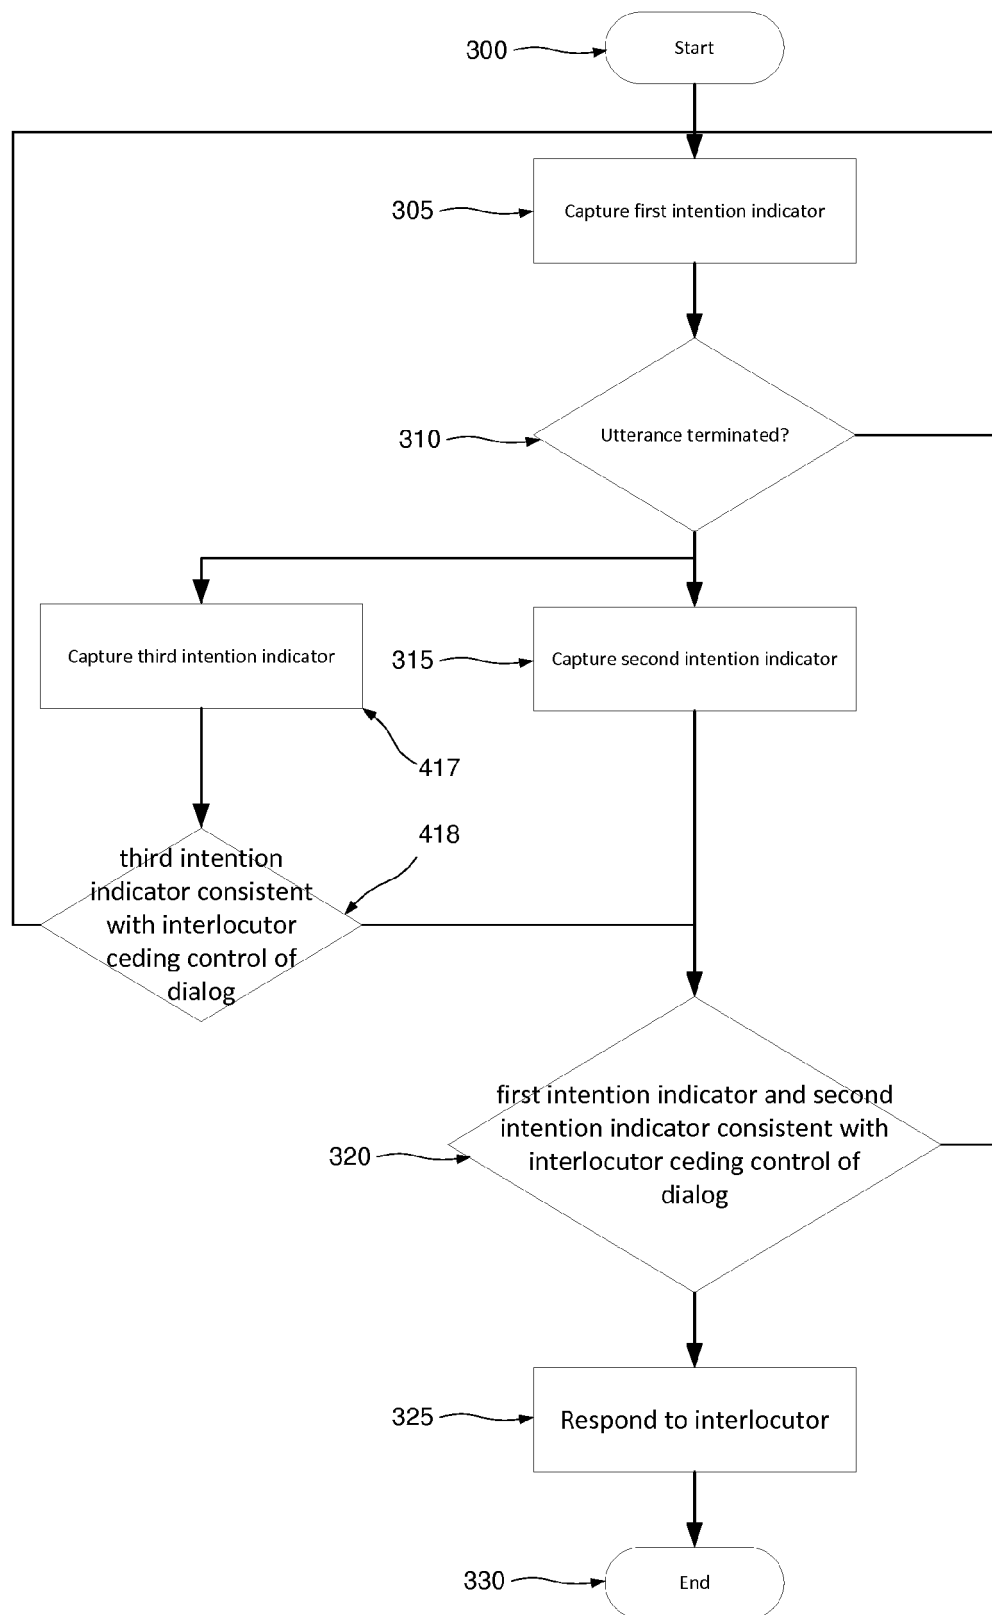 300
Start
305
Capture first intention indicator
310
Utterance terminated?
Capture third intention indicator
315
Capture second intention indicator
417
418
third intention
indicator consistent
with interlocutor
ceding control of
dialog
320
first intention indicator and second
intention indicator consistent with
interlocutor ceding control of
dialog
325
Respond to interlocutor
330
End